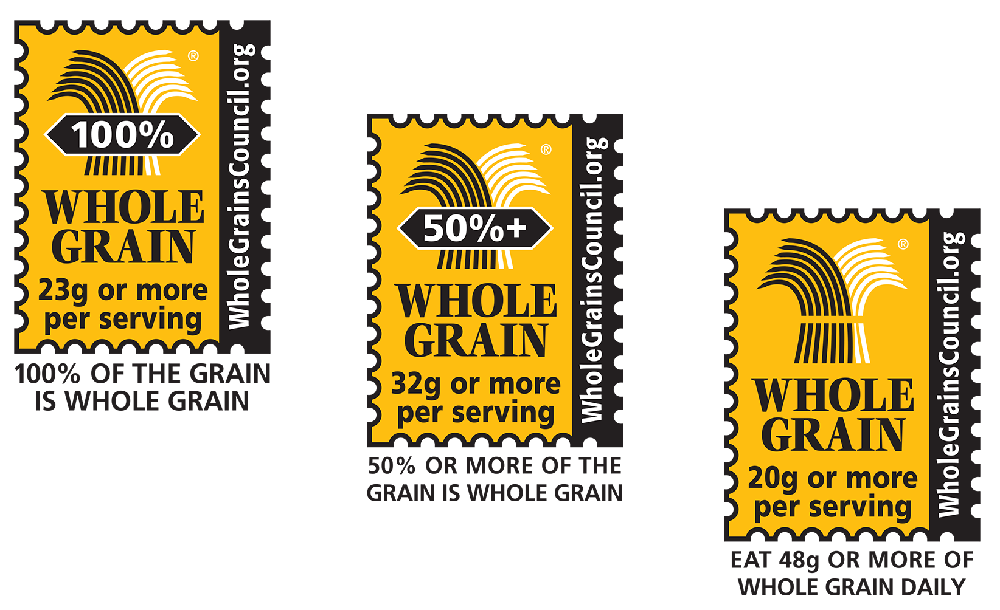 100%
WHOLE
GRAIN
23g or more
per serving
WholeGrainsCouncil.org
®
100% OF THE GRAIN
IS WHOLE GRAIN
50%+
WHOLE
GRAIN
32g or more
per serving
WholeGrainsCouncil.org
®
50% OR MORE OF THE
GRAIN IS WHOLE GRAIN
WHOLE
GRAIN
20g or more
per serving
WholeGrainsCouncil.org
®
EAT 48g OR MORE OF
WHOLE GRAIN DAILY